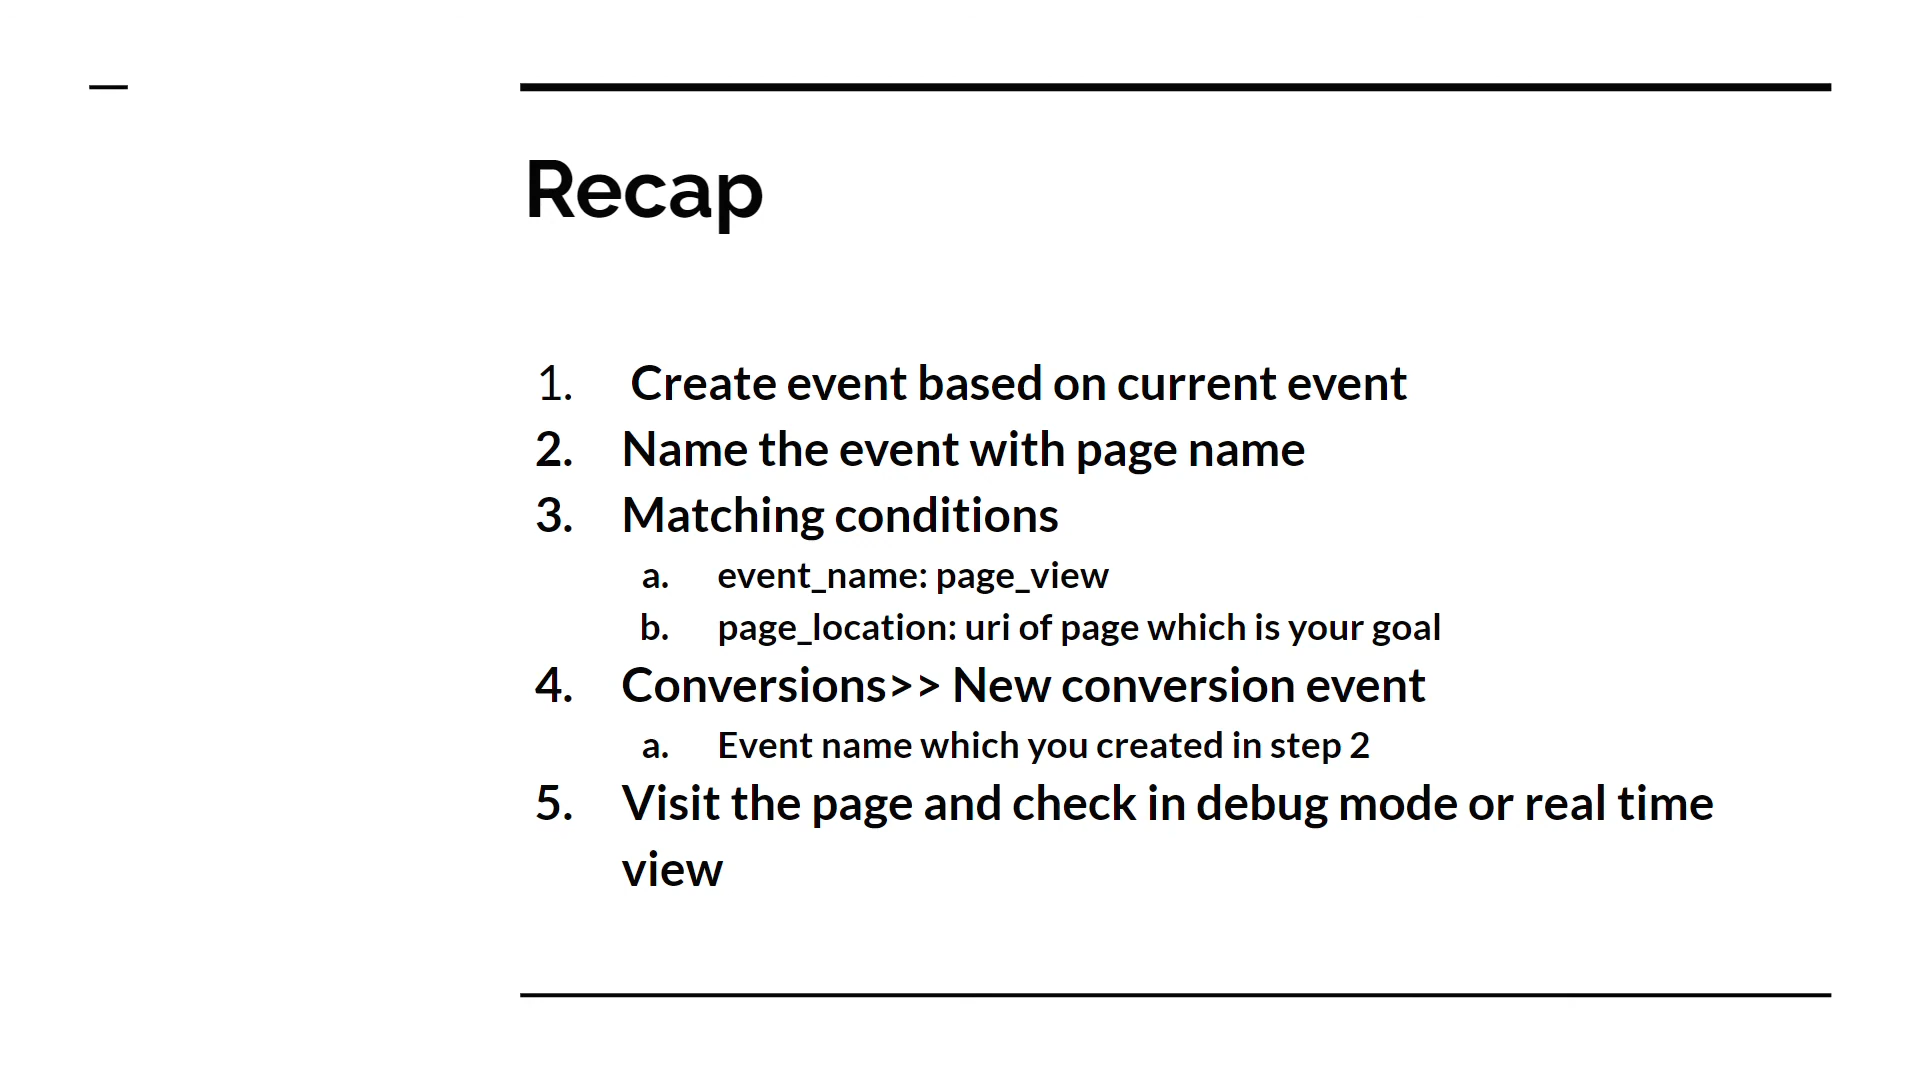 Recap
1. Create event based on current event
2. Name the event with page name
3. Matching conditions
a. event_name: page_view
b. page_location: uri of page which is your goal
4. Conversions>> New conversion event
a. Event name which you created in step 2
5. Visit the page and check in debug mode or real time
view